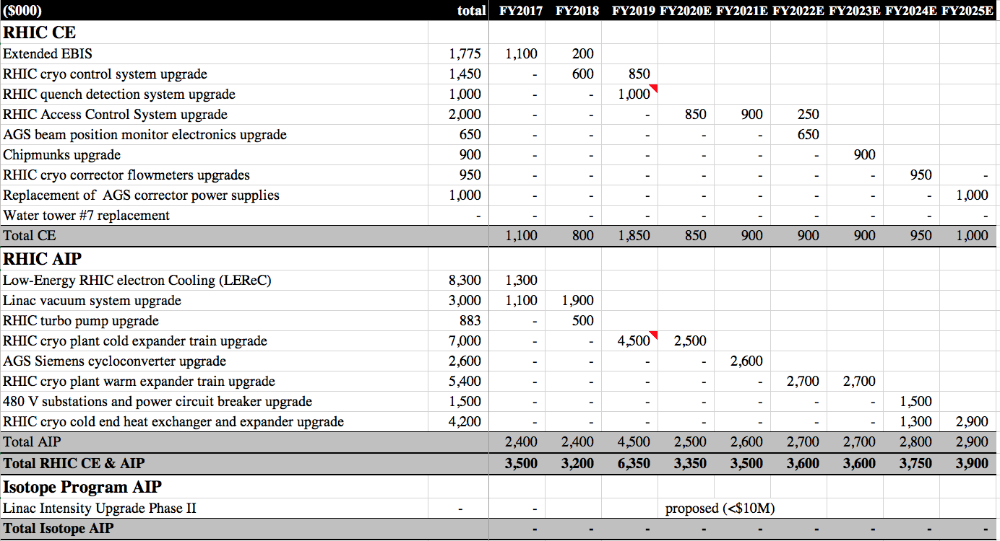 ($000) total FY2017 FY2018 FY2019 FY2020E FY2021E FY2022E FY2023E FY2024E FY2025E
RHIC CE
Extended EBIS 1,775 1,100 200
RHIC cryo control system upgrade 1,450 - 600 850
RHIC quench detection system upgrade 1,000 - - 1,000
RHIC Access Control System upgrade 2,000 - - - 850 900 250
AGS beam position monitor electronics upgrade 650 - - - - - 650
Chipmunks upgrade 900 - - - - - - 900
RHIC cryo corrector flowmeters upgrades 950 - - - - - - - 950 -
Replacement of AGS corrector power supplies 1,000 - - - - - - - - 1,000
Water tower #7 replacement - - - - - - - - - -
Total CE 1,100 800 1,850 850 900 900 900 950 1,000
RHIC AIP
Low-Energy RHIC electron Cooling (LEReC) 8,300 1,300
Linac vacuum system upgrade 3,000 1,100 1,900
RHIC turbo pump upgrade 883 - 500
RHIC cryo plant cold expander train upgrade 7,000 - - 4,500 2,500
AGS Siemens cycloconverter upgrade 2,600 - - - - 2,600
RHIC cryo plant warm expander train upgrade 5,400 - - - - - 2,700 2,700
480 V substations and power circuit breaker upgrade 1,500 - - - - - - - 1,500
RHIC cryo cold end heat exchanger and expander upgrade 4,200 - - - - - - - 1,300 2,900
Total AIP 2,400 2,400 4,500 2,500 2,600 2,700 2,700 2,800 2,900
Total RHIC CE & AIP 3,500 3,200 6,350 3,350 3,500 3,600 3,600 3,750 3,900
Isotope Program AIP
Linac Intensity Upgrade Phase II - - proposed (<$10M)
Total Isotope AIP - - - - - - - - -